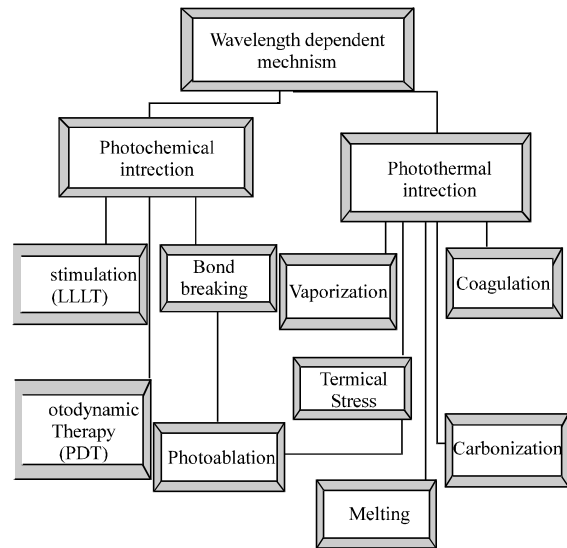 Wavelength dependent
mechnism
Photochemical
intrection
Photothermal
intrection
stimulation
(LLLT)
Bond
breaking
Vaporization
Coagulation
Termical
Stress
otodynamic
Therapy
(PDT)
Photoablation
Carbonization
Melting